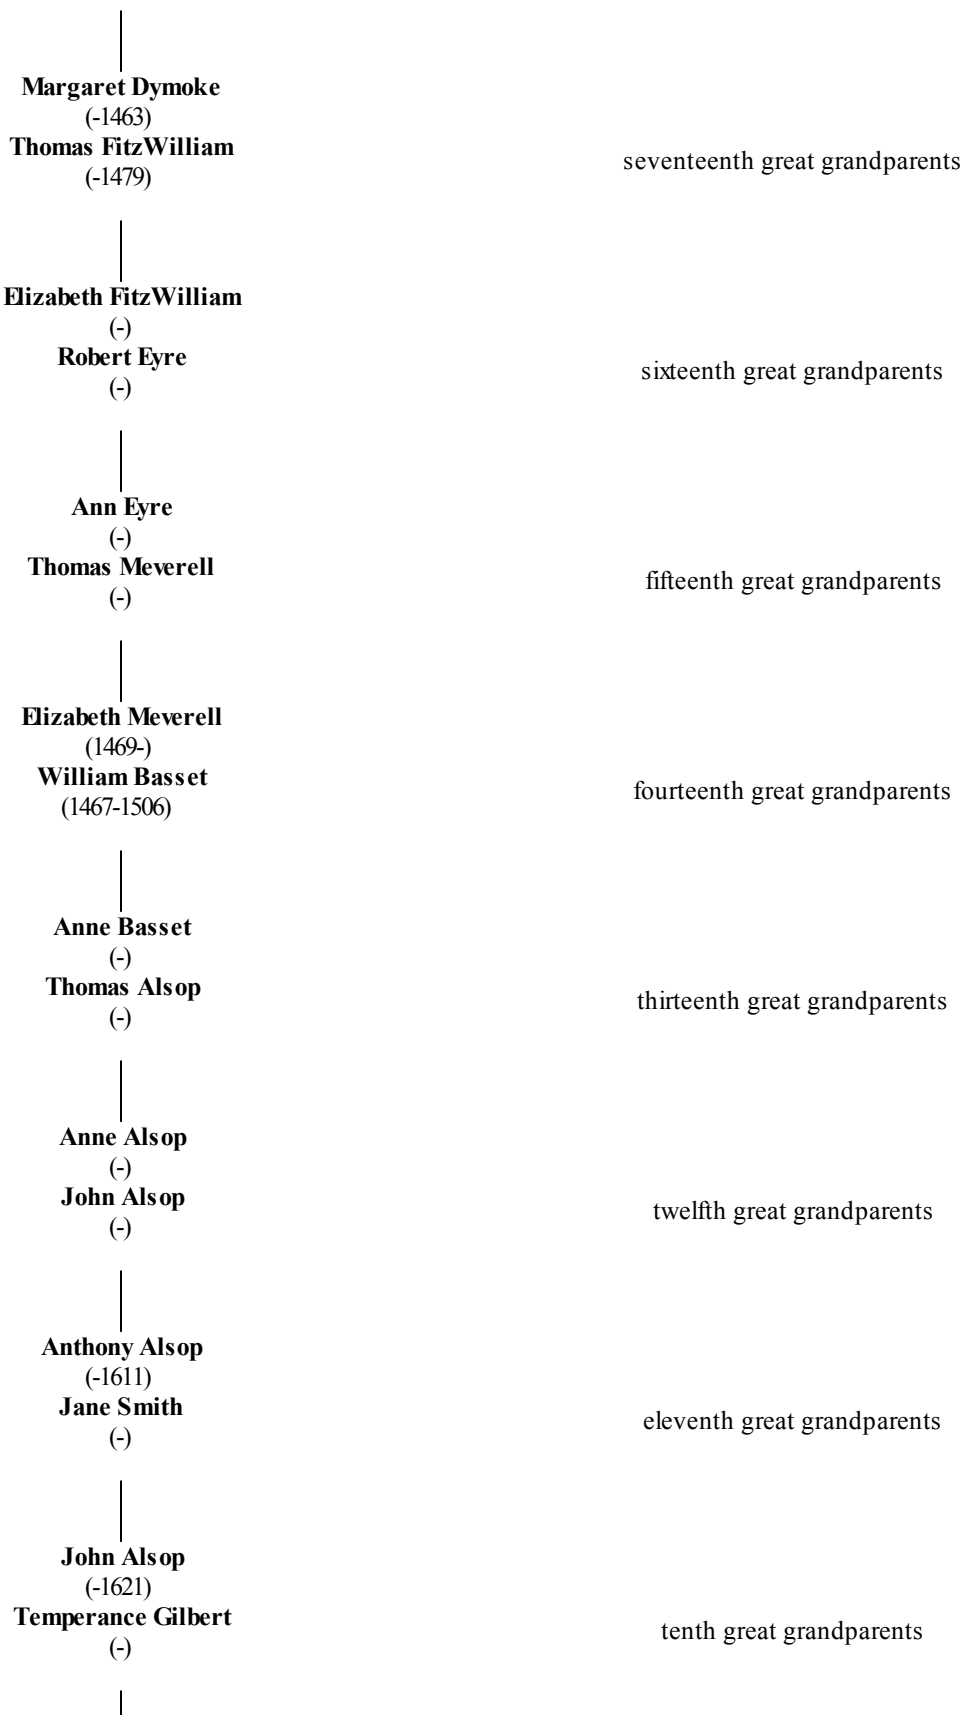 Margaret Dymoke
(-1463)
Thomas FitzWilliam
(-1479)
seventeenth great grandparents
Elizabeth FitzWilliam
(-)
Robert Eyre
(-)
sixteenth great grandparents
Ann Eyre
(-)
Thomas Meverell
(-)
fifteenth great grandparents
Elizabeth Meverell
(1469-)
William Basset
(1467-1506)
fourteenth great grandparents
Anne Basset
(-)
Thomas Alsop
(-)
thirteenth great grandparents
Anne Alsop
(-)
John Alsop
(-)
twelfth great grandparents
Anthony Alsop
(-1611)
Jane Smith
(-)
eleventh great grandparents
John Alsop
(-1621)
Temperance Gilbert
(-)
tenth great grandparents